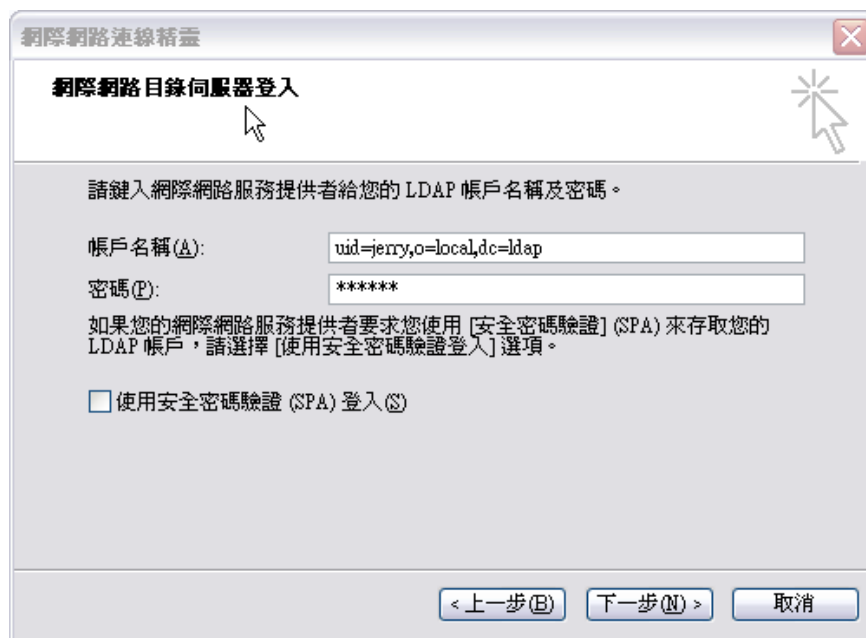 網際網路連線精靈
網際網路目錄伺服器登入
請鍵入網際網路服務提供者給您的 LDAP 帳戶名稱及密碼。
帳戶名稱(A):
uid=jerry,o=local,dc=ldap
密碼(P):
******
如果您的網際網路服務提供者要求您使用 [安全密碼驗證] (SPA) 來存取您的
LDAP 帳戶，請選擇 [使用安全密碼驗證登入] 選項。
使用安全密碼驗證 (SPA) 登入(S)
< 上一步(B)
下一步(N) >
取消